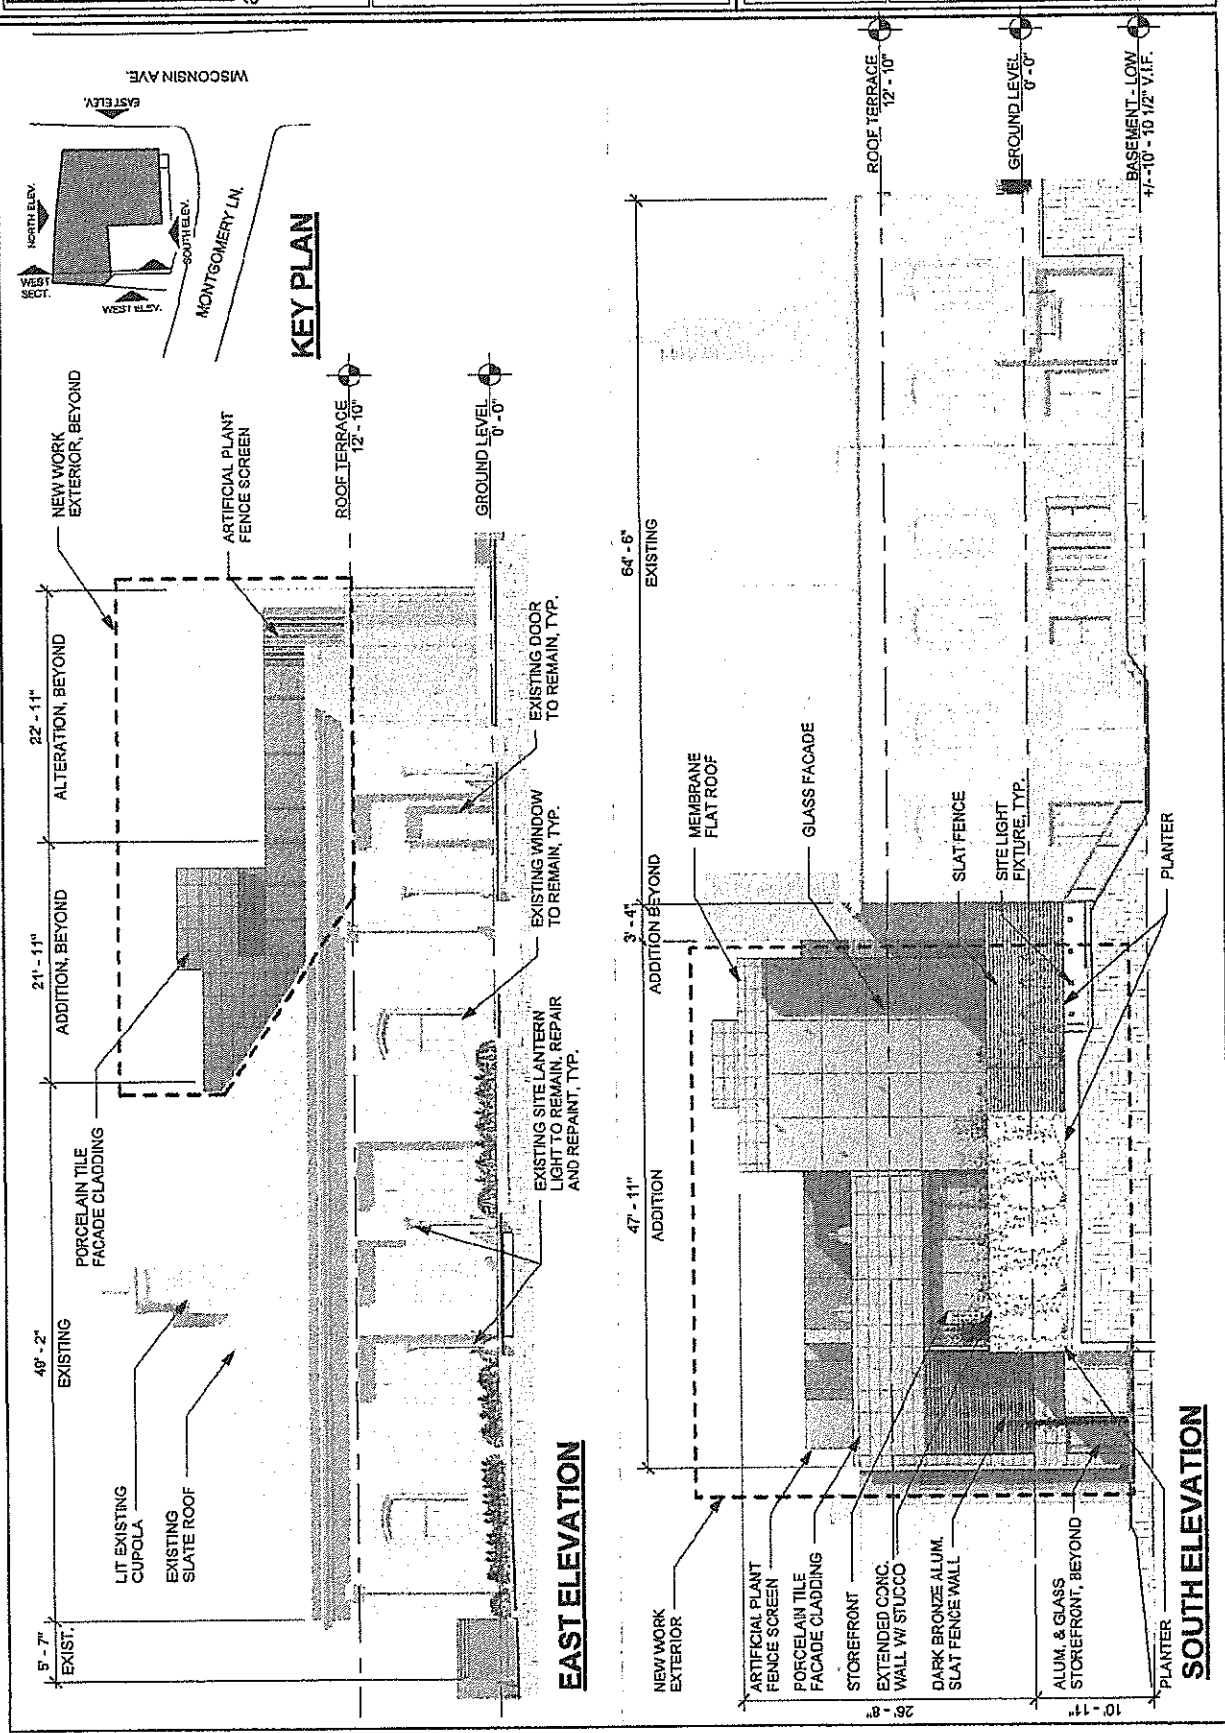 5' - 7"
EXIST.
49' - 2"
EXISTING
21' - 11"
ADDITION, BEYOND
22' - 11"
ALTERATION, BEYOND
LIT EXISTING
CUPOLA
EXISTING
SLATE ROOF
PORCELAIN TILE
FACADE CLADDING
NEW WORK
EXTERIOR, BEYOND
ARTIFICIAL PLANT
FENCE SCREEN
ROOF TERRACE
12' - 10"
GROUND LEVEL
0' - 0"
EXISTING SITE LANTERN
LIGHT TO REMAIN. REPAIR
AND REPAINT, TYP.
EXISTING WINDOW
TO REMAIN, TYP.
EXISTING DOOR
TO REMAIN, TYP.
EAST ELEVATION
WEST
SECT.
NORTH ELEV.
EAST ELEV.
WEST ELEV.
SOUTH ELEV.
MONTGOMERY LN.
WISCONSIN AVE.
KEY PLAN
NEW WORK
EXTERIOR
47' - 11"
ADDITION
3' - 4"
ADDITION BEYOND
64' - 6"
EXISTING
ARTIFICIAL PLANT
FENCE SCREEN
PORCELAIN TILE
FACADE CLADDING
STOREFRONT
EXTENDED CONC.
WALL W/ STUCCO
DARK BRONZE ALUM.
SLAT FENCE WALL
ALUM. & GLASS
STOREFRONT, BEYOND
PLANTER
26' - 8"
10' - 11"
MEMBRANE
FLAT ROOF
GLASS FACADE
SLAT FENCE
SITE LIGHT
FIXTURE, TYP.
PLANTER
ROOF TERRACE
12' - 10"
GROUND LEVEL
0' - 0"
BASEMENT - LOW
+/- -10' - 10 1/2" V.I.F.
SOUTH ELEVATION